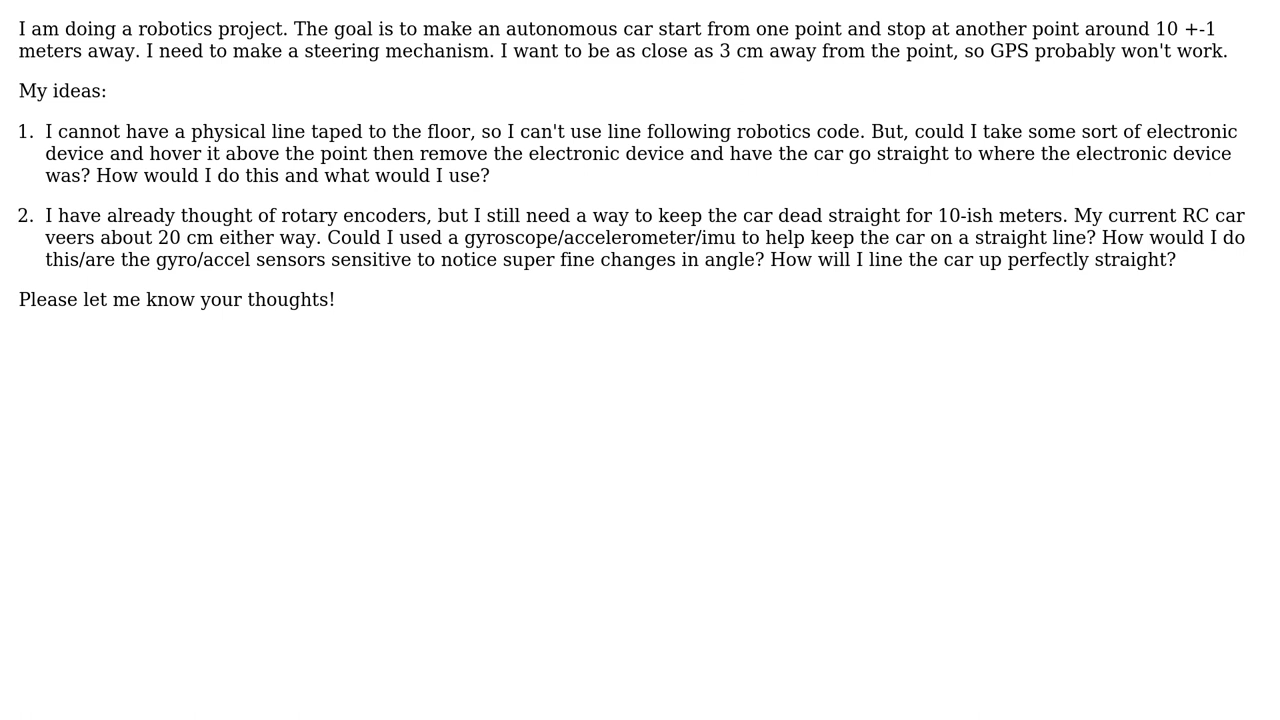 I am doing a robotics project. The goal is to make an autonomous car start from one point and stop at another point around 10 +-1
meters away. I need to make a steering mechanism. I want to be as close as 3 cm away from the point, so GPS probably won't work.
My ideas:
1. I cannot have a physical line taped to the floor, so I can't use line following robotics code. But, could I take some sort of electronic
device and hover it above the point then remove the electronic device and have the car go straight to where the electronic device
was? How would I do this and what would I use?
2. I have already thought of rotary encoders, but I still need a way to keep the car dead straight for 10-ish meters. My current RC car
veers about 20 cm either way. Could I used a gyroscope/accelerometer/imu to help keep the car on a straight line? How would I do
this/are the gyro/accel sensors sensitive to notice super fine changes in angle? How will I line the car up perfectly straight?
Please let me know your thoughts!